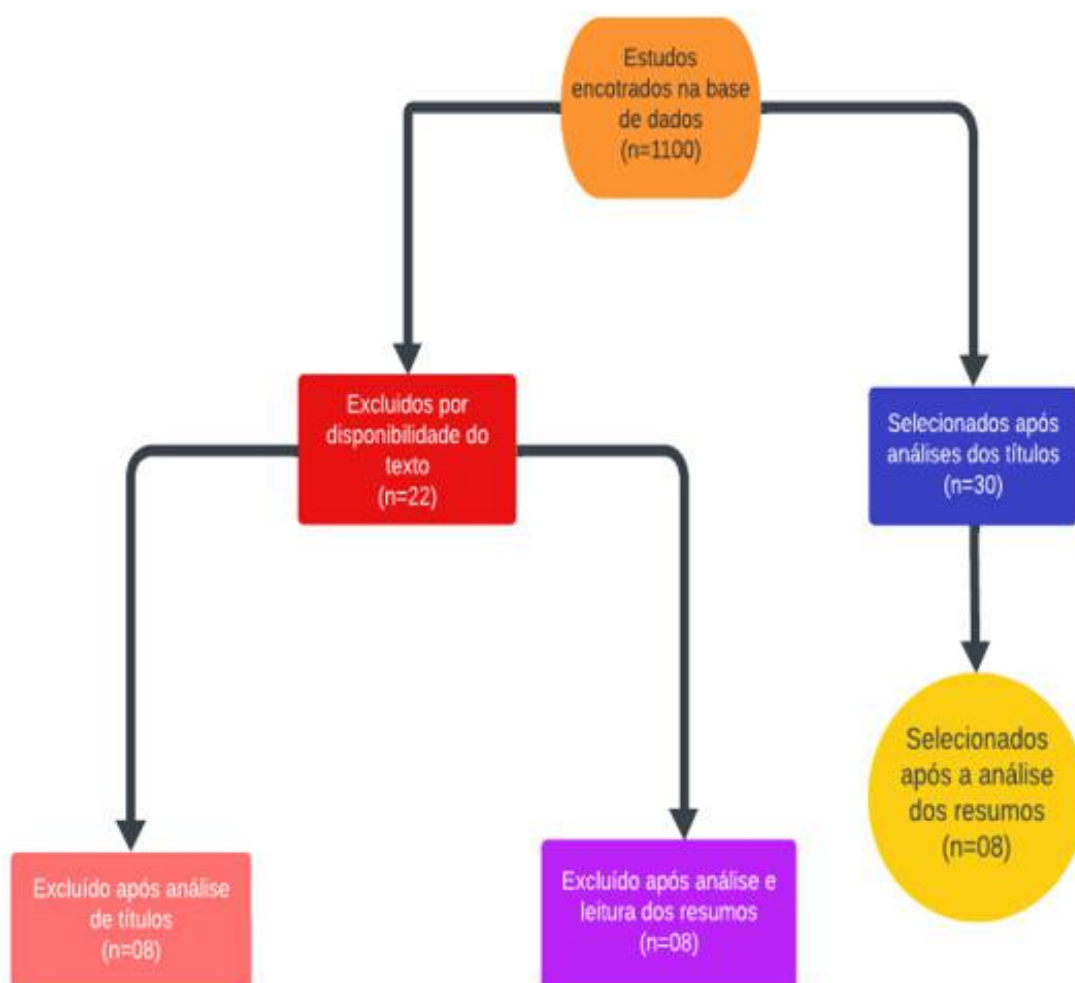 Estudos
encotrados na base
de dados
(n=1100)
Excluidos por
disponibilidade do
texto
(n=22)
Selecionados após
análises dos títulos
(n=30)
Selecionados
após a análise
dos resumos
(n=08)
Excluído após análise
de títulos
(n=08)
Excluído após análise e
leitura dos resumos
(n=08)